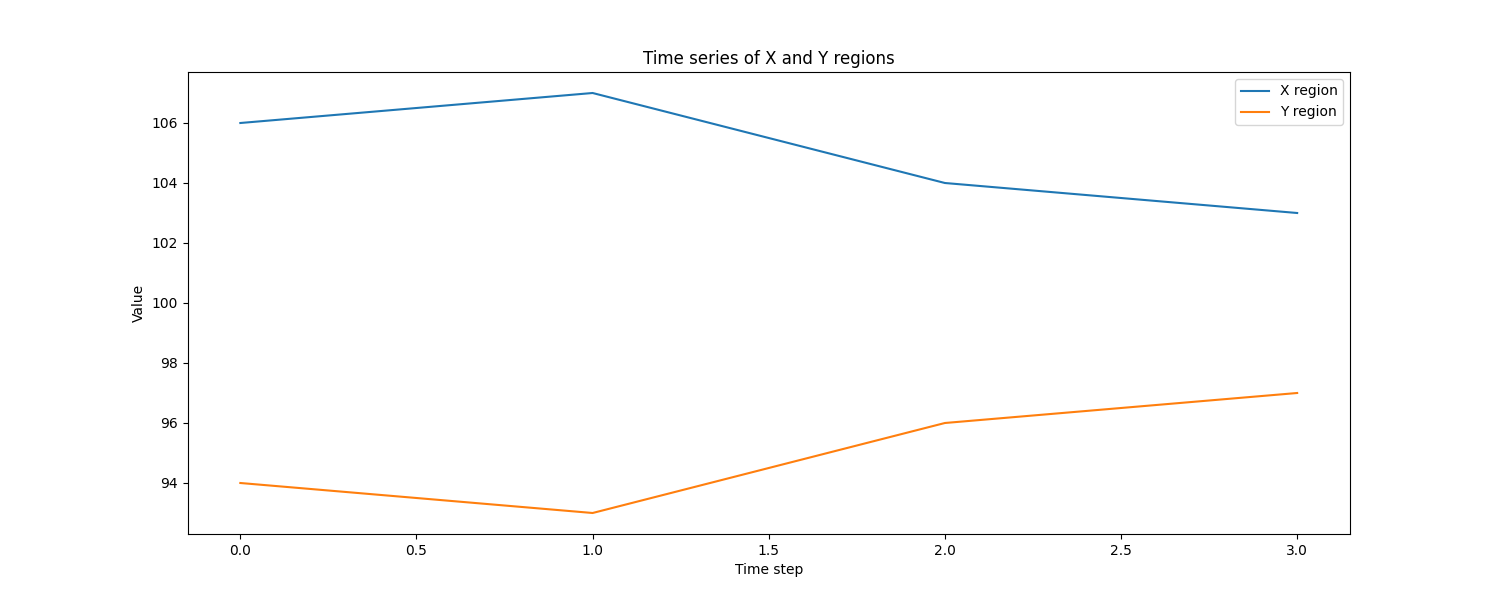 Time series of X and Y regions
X region
Y region
106
104
102
100
98
96
94
Value
0.0 0.5 1.0 1.5 2.0 2.5 3.0
Time step